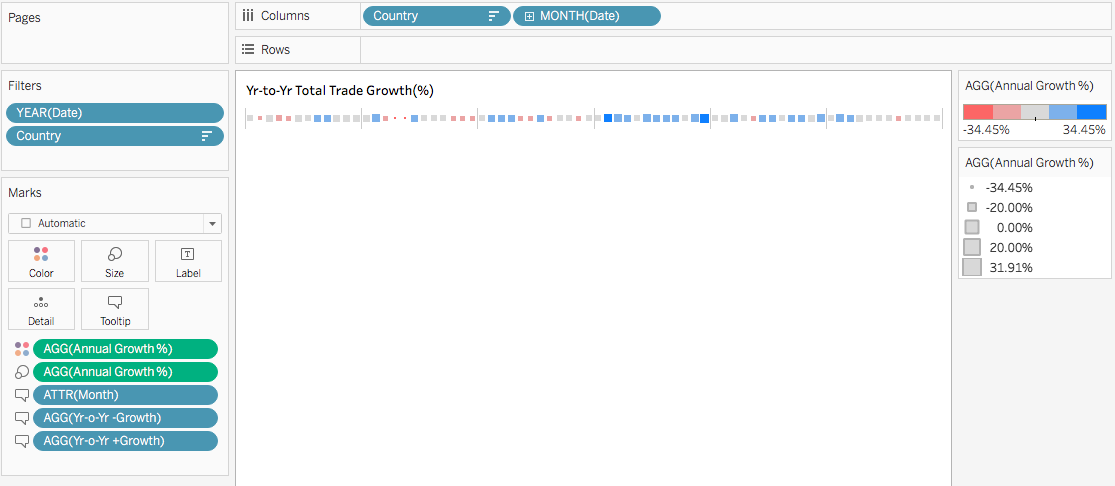 Pages
Columns
Country
MONTH(Date)
Rows
Filters
YEAR(Date)
Country
Marks
Automatic
Color
Size
Label
Detail
Tooltip
AGG(Annual Growth %)
AGG(Annual Growth %)
ATTR(Month)
AGG(Yr-o-Yr -Growth)
AGG(Yr-o-Yr +Growth)
Yr-to-Yr Total Trade Growth(%)
AGG(Annual Growth %)
-34.45% 34.45%
AGG(Annual Growth %)
-34.45%
-20.00%
0.00%
20.00%
31.91%